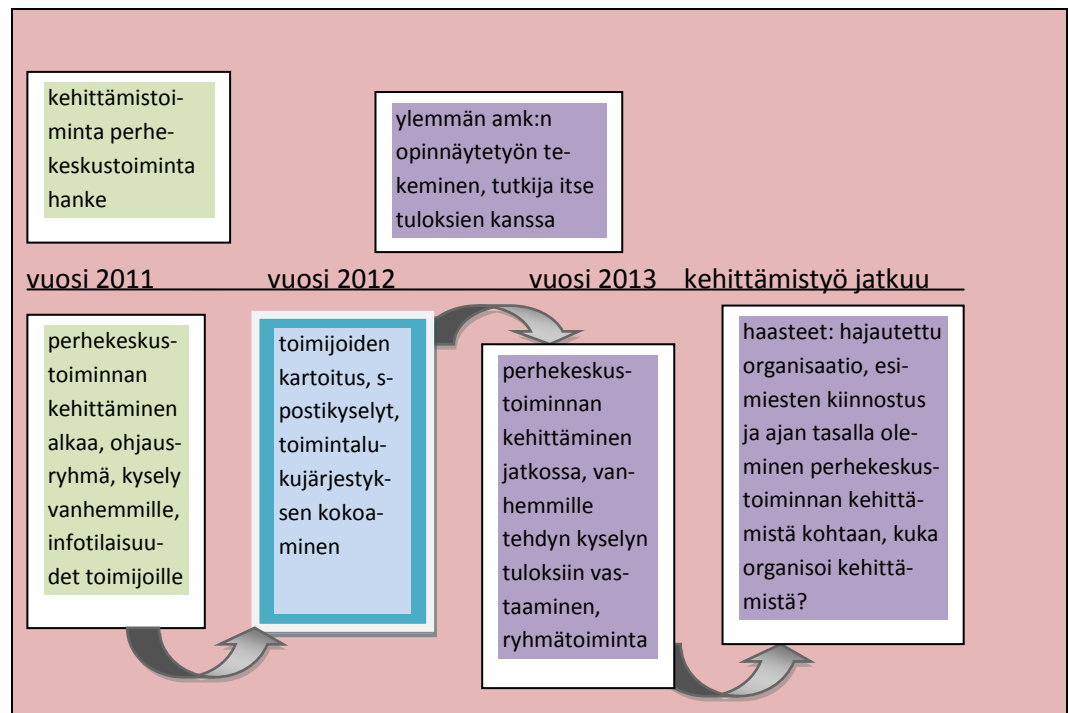 kehittämistoi-
minta perhe-
keskustoiminta
hanke
ylemmän amk:n
opinnäytetyön te-
keminen, tutkija itse
tuloksien kanssa
vuosi 2011 vuosi 2012 vuosi 2013 kehittämistyö jatkuu
perhekeskus-
toiminnan
kehittäminen
alkaa, ohjaus-
ryhmä, kysely
vanhemmille,
infotilaisuu-
det toimijoille
toimijoiden
kartoitus, s-
postikyselyt,
toimintalu-
kujärjestyk-
sen kokoa-
minen
perhekeskus-
toiminnan
kehittäminen
jatkossa, van-
hemmille
tehdyn kyselyn
tuloksiin vas-
taaminen,
ryhmätoiminta
haasteet: hajautettu
organisaatio, esi-
miesten kiinnostus
ja ajan tasalla ole-
minen perhekeskus-
toiminnan kehittä-
mistä kohtaan, kuka
organisoi kehittä-
mistä?